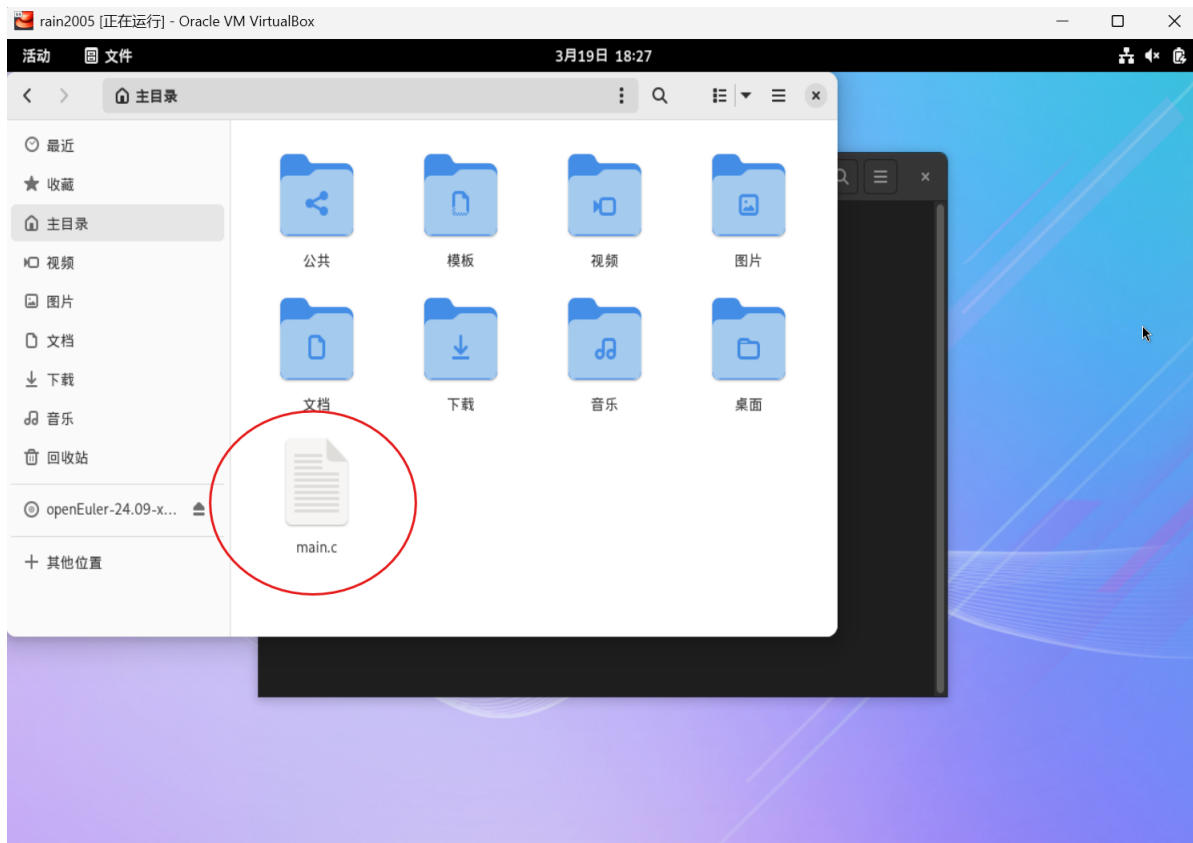 rain2005 [正在运行] - Oracle VM VirtualBox
活动 文件 3月19日 18:27
主目录
最近
收藏
主目录
视频
图片
文档
下载
音乐
回收站
openEuler-24.09-x...
其他位置
公共 模板 视频 图片
文档 下载 音乐 桌面
main.c